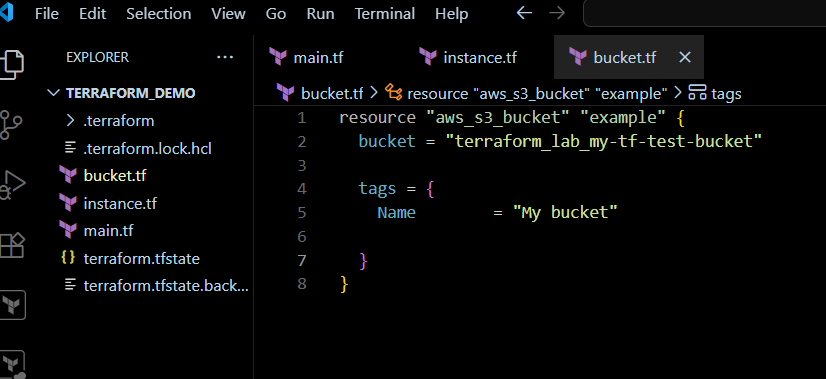 File Edit Selection View Go Run Terminal Help
EXPLORER ...
main.tf instance.tf bucket.tf
TERRAFORM_DEMO
bucket.tf > resource "aws_s3_bucket" "example" > tags
.terraform
.terraform.lock.hcl
bucket.tf
instance.tf
main.tf
{} terraform.tfstate
terraform.tfstate.back...
1 resource "aws_s3_bucket" "example" {
2   bucket = "terraform_lab_my-tf-test-bucket"
3
4   tags = {
5     Name        = "My bucket"
6
7   }
8 }